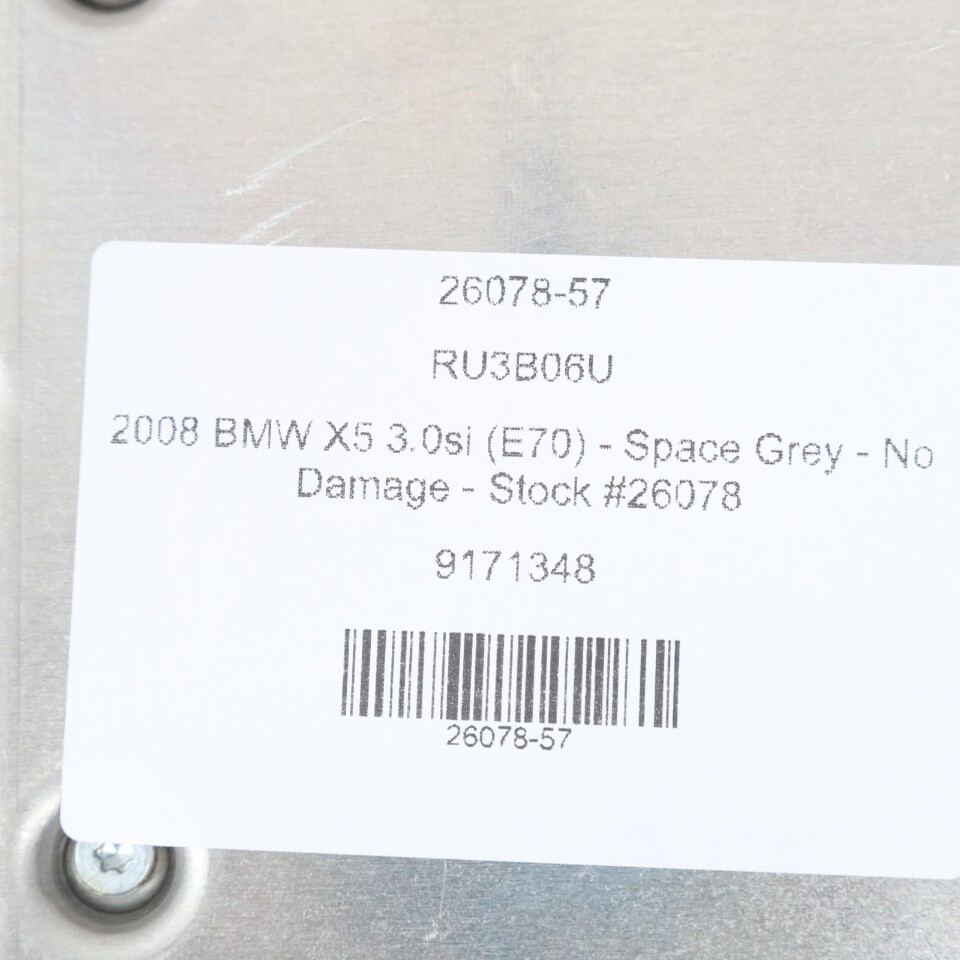 26078-57
RU3B06U
2008 BMW X5 3.0si (E70) - Space Grey - No
Damage - Stock #26078
9171348
26078-57